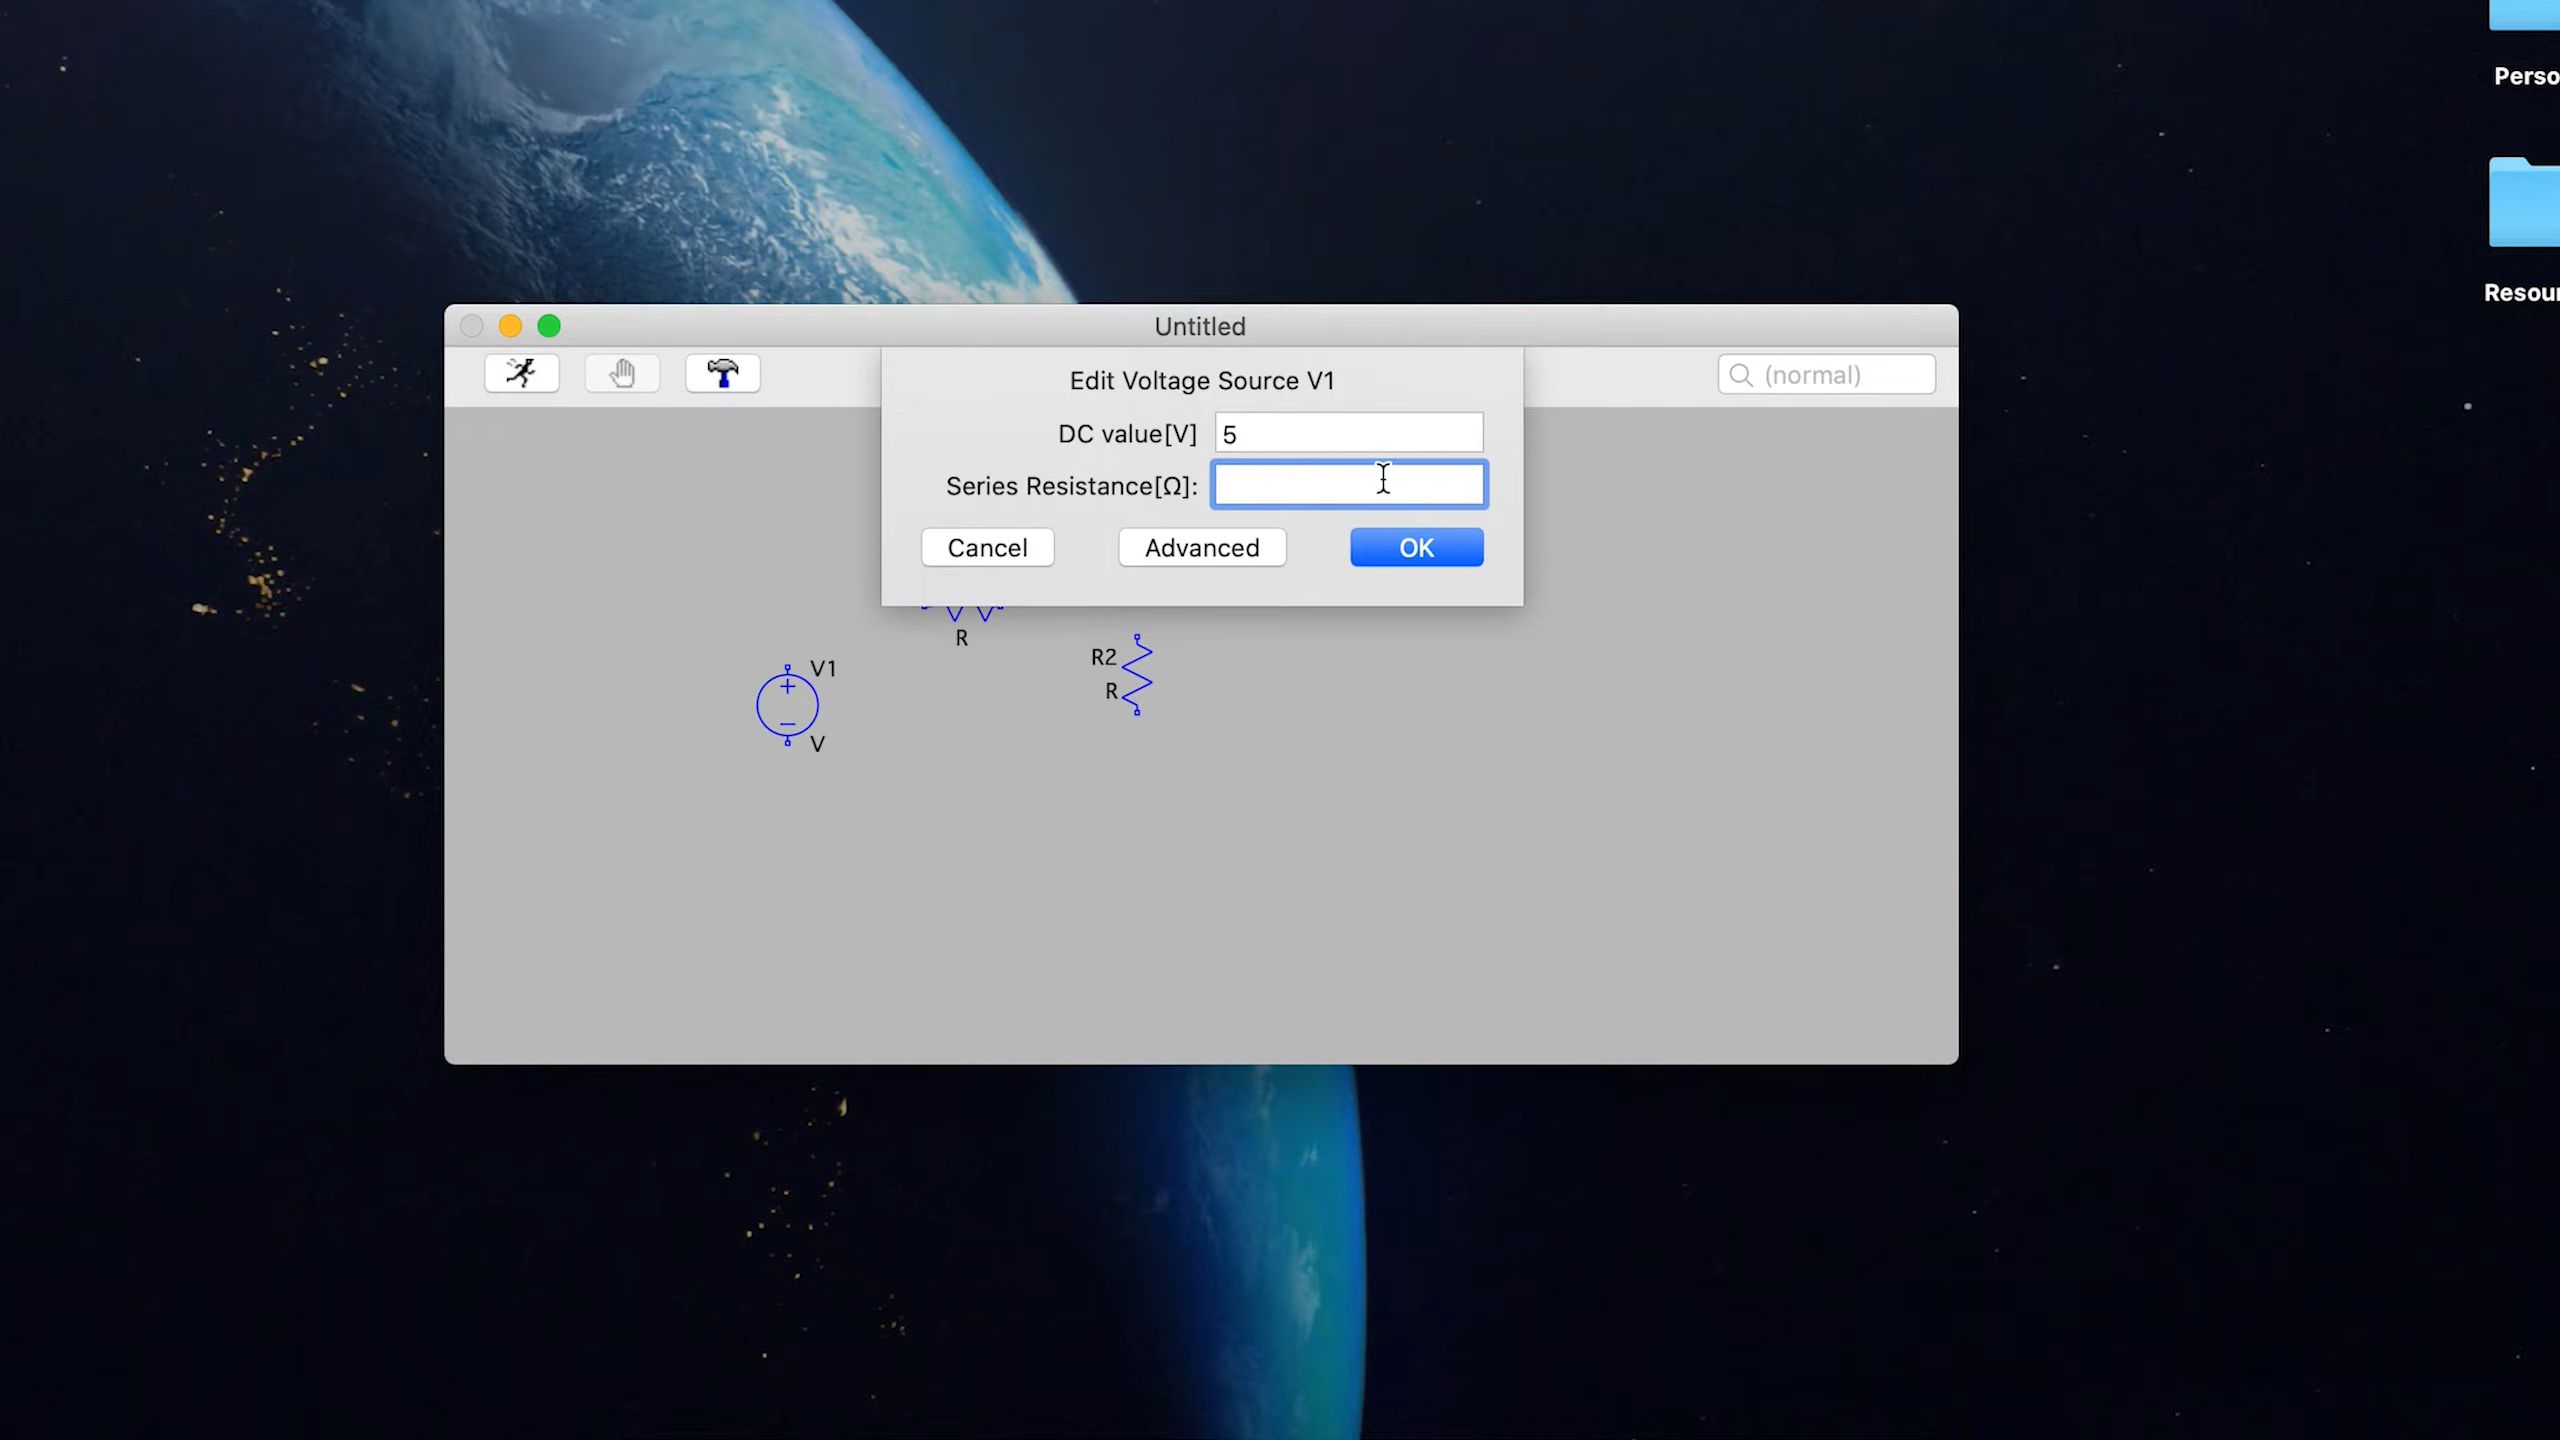 Perso
Resour
Untitled
(normal)
Edit Voltage Source V1
DC value[V] 5
Series Resistance[Ω]:
Cancel Advanced OK
R
R2
R
V1
V